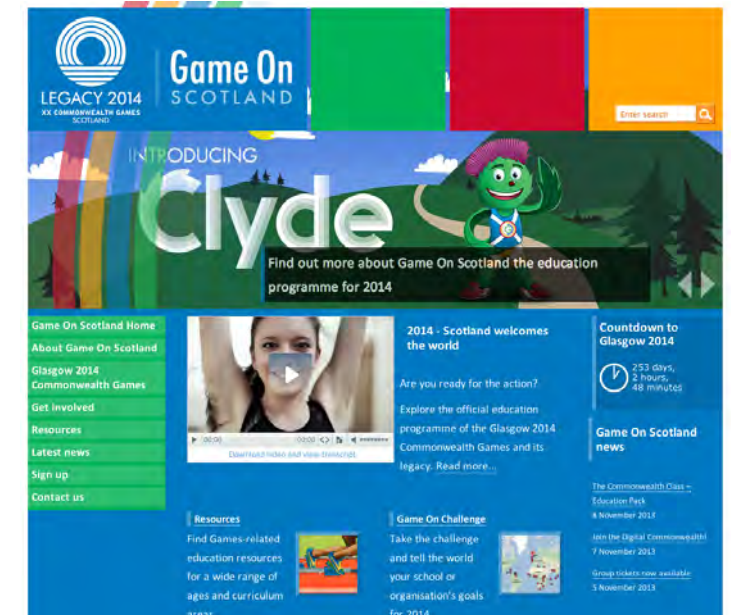 LEGACY 2014
XX COMMONWEALTH GAMES
SCOTLAND
Game On
SCOTLAND
Enter search
INTRODUCING
Clyde
Find out more about Game On Scotland the education
programme for 2014
Game On Scotland Home
About Game On Scotland
Glasgow 2014
Commonwealth Games
Get involved
Resources
Latest news
Sign up
Contact us
00:00
00:00
Download video and view transcript
2014 - Scotland welcomes
the world
Are you ready for the action?
Explore the official education
programme of the Glasgow 2014
Commonwealth Games and its
legacy. Read more...
Countdown to
Glasgow 2014
253 days,
2 hours,
48 minutes
Game On Scotland
news
The Commonwealth Class –
Education Pack
8 November 2013
Join the Digital Commonwealth!
7 November 2013
Group tickets now available
5 November 2013
Resources
Find Games-related
education resources
for a wide range of
ages and curriculum
areas
Game On Challenge
Take the challenge
and tell the world
your school or
organisation's goals
for 2014